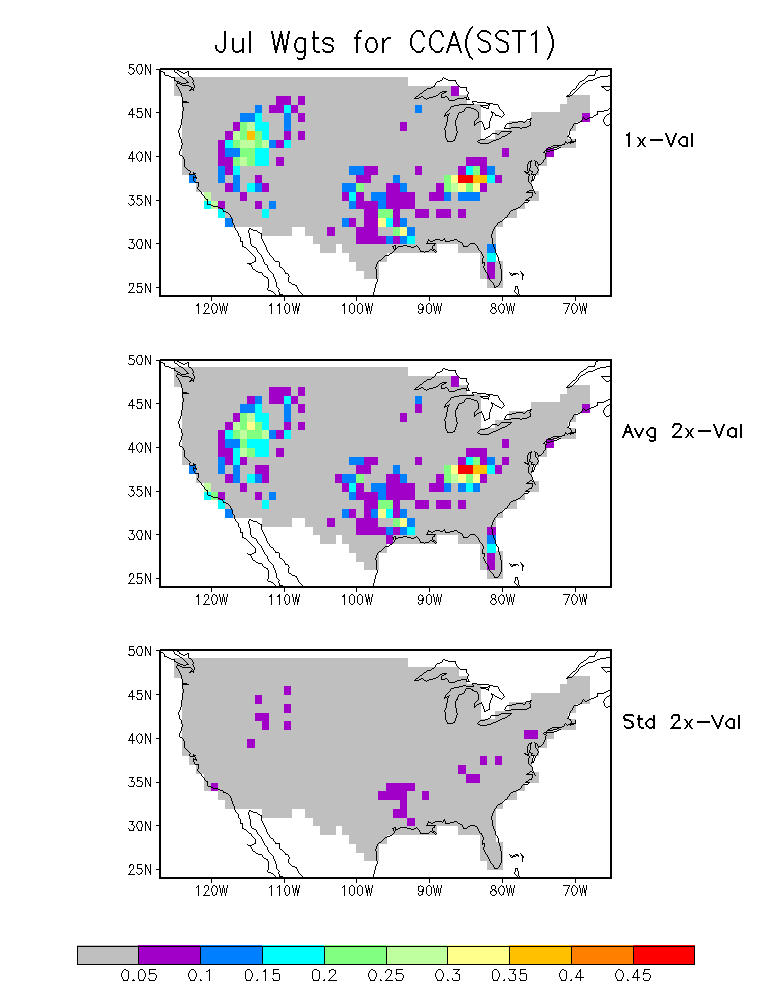 Jul Wgts for CCA(SST1)
50N
45N
40N
35N
30N
25N
120W 110W 100W 90W 80W 70W
1x-Val
50N
45N
40N
35N
30N
25N
120W 110W 100W 90W 80W 70W
Avg 2x-Val
50N
45N
40N
35N
30N
25N
120W 110W 100W 90W 80W 70W
Std 2x-Val
0.05 0.1 0.15 0.2 0.25 0.3 0.35 0.4 0.45